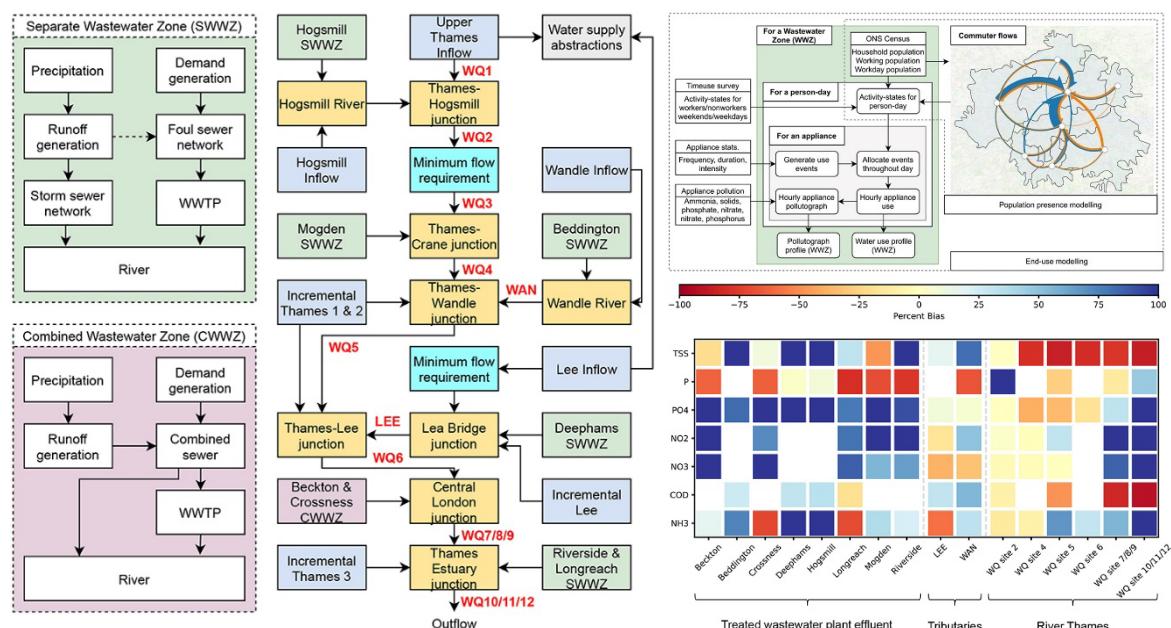 Separate Wastewater Zone (SWWZ)
Precipitation
Demand
generation
Runoff
generation
Foul sewer
network
Storm sewer
network
WWTP
River
Combined Wastewater Zone (CWWZ)
Precipitation
Demand
generation
Runoff
generation
Combined
sewer
WWTP
River
Hogsmill
SWWZ
Upper
Thames
Inflow
Water supply
abstractions
WQ1
Hogsmill River
Thames-
Hogsmill
junction
WQ2
Hogsmill
Inflow
Minimum flow
requirement
Wandle Inflow
WQ3
Mogden
SWWZ
Thames-
Crane junction
Beddington
SWWZ
WQ4
Incremental
Thames 1 & 2
Thames-
Wandle
junction
WAN
Wandle River
WQ5
Minimum flow
requirement
Lee Inflow
Thames-Lee
junction
LEE
Lea Bridge
junction
Deephams
SWWZ
WQ6
Beckton &
Crossness
CWWZ
Central
London
junction
Incremental
Lee
WQ7/8/9
Incremental
Thames 3
Thames
Estuary
junction
Riverside &
Longreach
SWWZ
WQ10/11/12
Outflow
For a Wastewater
Zone (WWZ)
ONS Census
Household population
Working population
Workday population
Commuter flows
Timeuse survey
Activity-states for
workers/nonworkers
weekends/weekdays
For a person-day
Activity-states for
person-day
For an appliance
Appliance stats.
Frequency, duration,
intensity
Generate use
events
Allocate events
throughout day
Appliance pollution
Ammonia, solids,
phosphate, nitrate,
nitrate, phosphorus
Hourly appliance
pollutograph
Hourly appliance
use
Population presence modelling
Pollutograph
profile (WWZ)
Water use profile
(WWZ)
End-use modelling
-100 -75 -50 -25 0 25 50 75 100
Percent Bias
TSS
P
PO4
NO2
NO3
COD
NH3
Beckton Beddington Crossness Deephams Hogsmill Longreach Mogden Riverside LEE WAN WQ site 2 WQ site 4 WQ site 5 WQ site 6 WQ site 7/8/9 WQ site 10/11/12
Treated wastewater plant effluent Tributaries River Thames